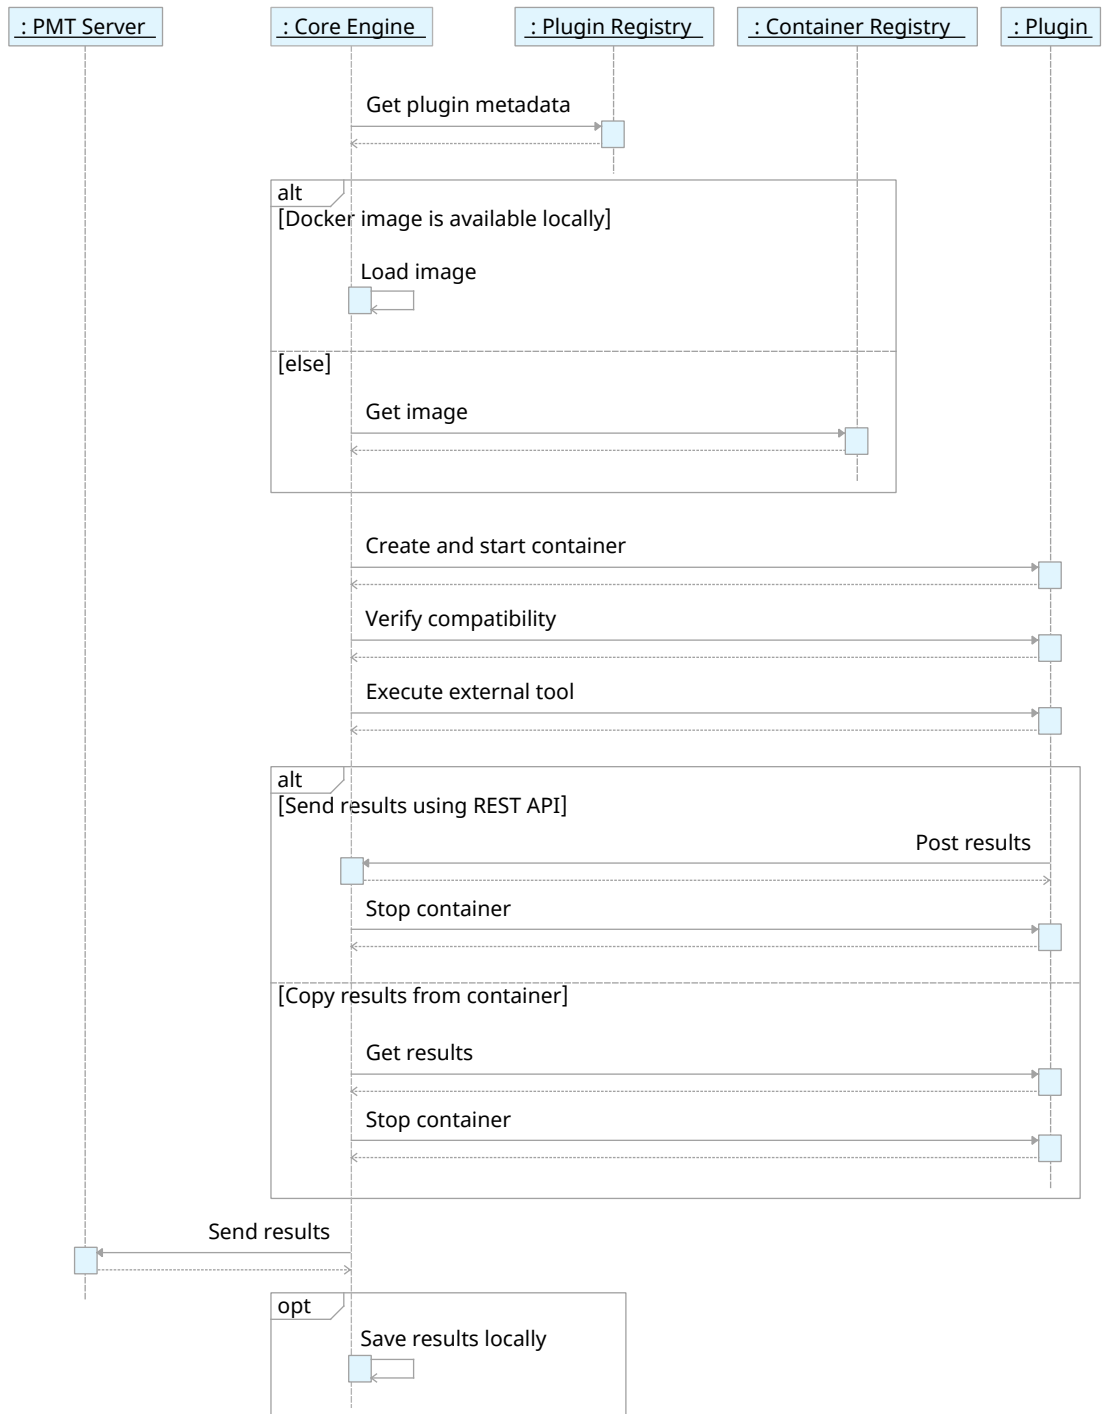 : PMT Server
: Core Engine
: Plugin Registry
: Container Registry
: Plugin
Get plugin metadata
alt
[Docker image is available locally]
Load image
[else]
Get image
Create and start container
Verify compatibility
Execute external tool
alt
[Send results using REST API]
Post results
Stop container
[Copy results from container]
Get results
Stop container
Send results
opt
Save results locally